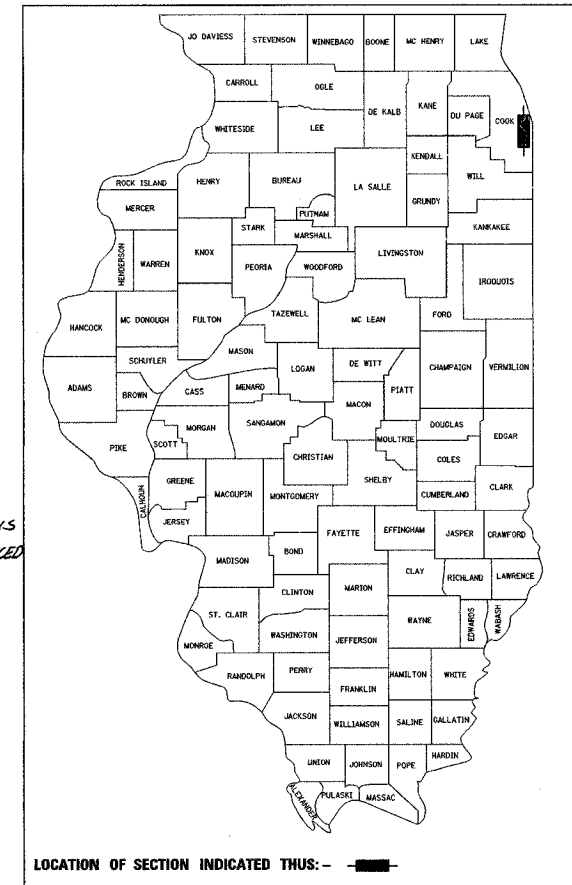 JO DAVIESS
STEVENSON
WINNEBAGO
BOONE
MC HENRY
LAKE
CARROLL
OGLE
DE KALB
KANE
DU PAGE
COOK
WHITESIDE
LEE
KENDALL
WILL
ROCK ISLAND
HENRY
BUREAU
LA SALLE
GRUNDY
MERCER
PUTNAM
STARK
MARSHALL
KANKAKEE
HENDERSON
WARREN
KNOX
PEORIA
WOODFORD
LIVINGSTON
IROQUOIS
HANCOCK
MC DONOUGH
FULTON
TAZEWELL
MC LEAN
FORD
SCHUYLER
MASON
LOGAN
DE WITT
CHAMPAIGN
VERMILION
ADAMS
BROWN
CASS
MENARD
MACON
PIATT
MORGAN
SANGAMON
DOUGLAS
EDGAR
PIKE
SCOTT
CHRISTIAN
MOULTRIE
COLES
SHELBY
GREENE
MACOUPIN
MONTGOMERY
CUMBERLAND
CLARK
CALHOUN
JERSEY
FAYETTE
EFFINGHAM
JASPER
CRAWFORD
MADISON
BOND
CLAY
RICHLAND
LAWRENCE
CLINTON
MARION
ST. CLAIR
WAYNE
EDWARDS
WABASH
MONROE
WASHINGTON
JEFFERSON
RANDOLPH
PERRY
HAMILTON
WHITE
FRANKLIN
JACKSON
WILLIAMSON
SALINE
GALLATIN
UNION
JOHNSON
POPE
HARDIN
ALEXANDER
PULASKI
MASSAC
LOCATION OF SECTION INDICATED THUS: -